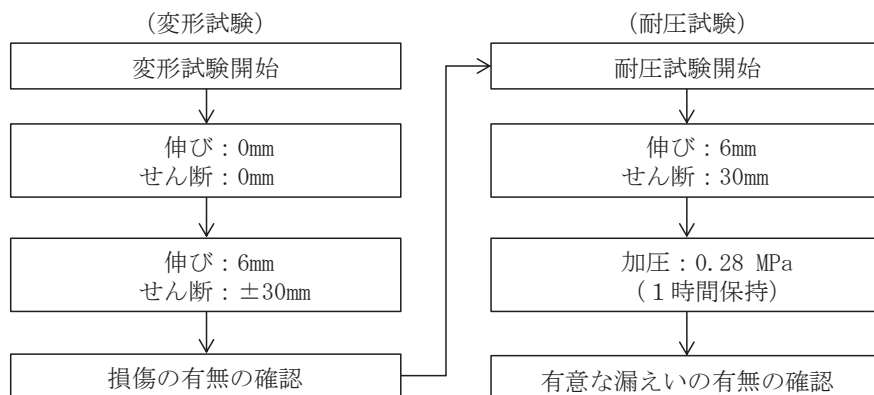 （変形試験）
変形試験開始
伸び：0mm
せん断：0mm
伸び：6mm
せん断：±30mm
損傷の有無の確認
（耐圧試験）
耐圧試験開始
伸び：6mm
せん断：30mm
加圧：0.28 MPa
（１時間保持）
有意な漏えいの有無の確認